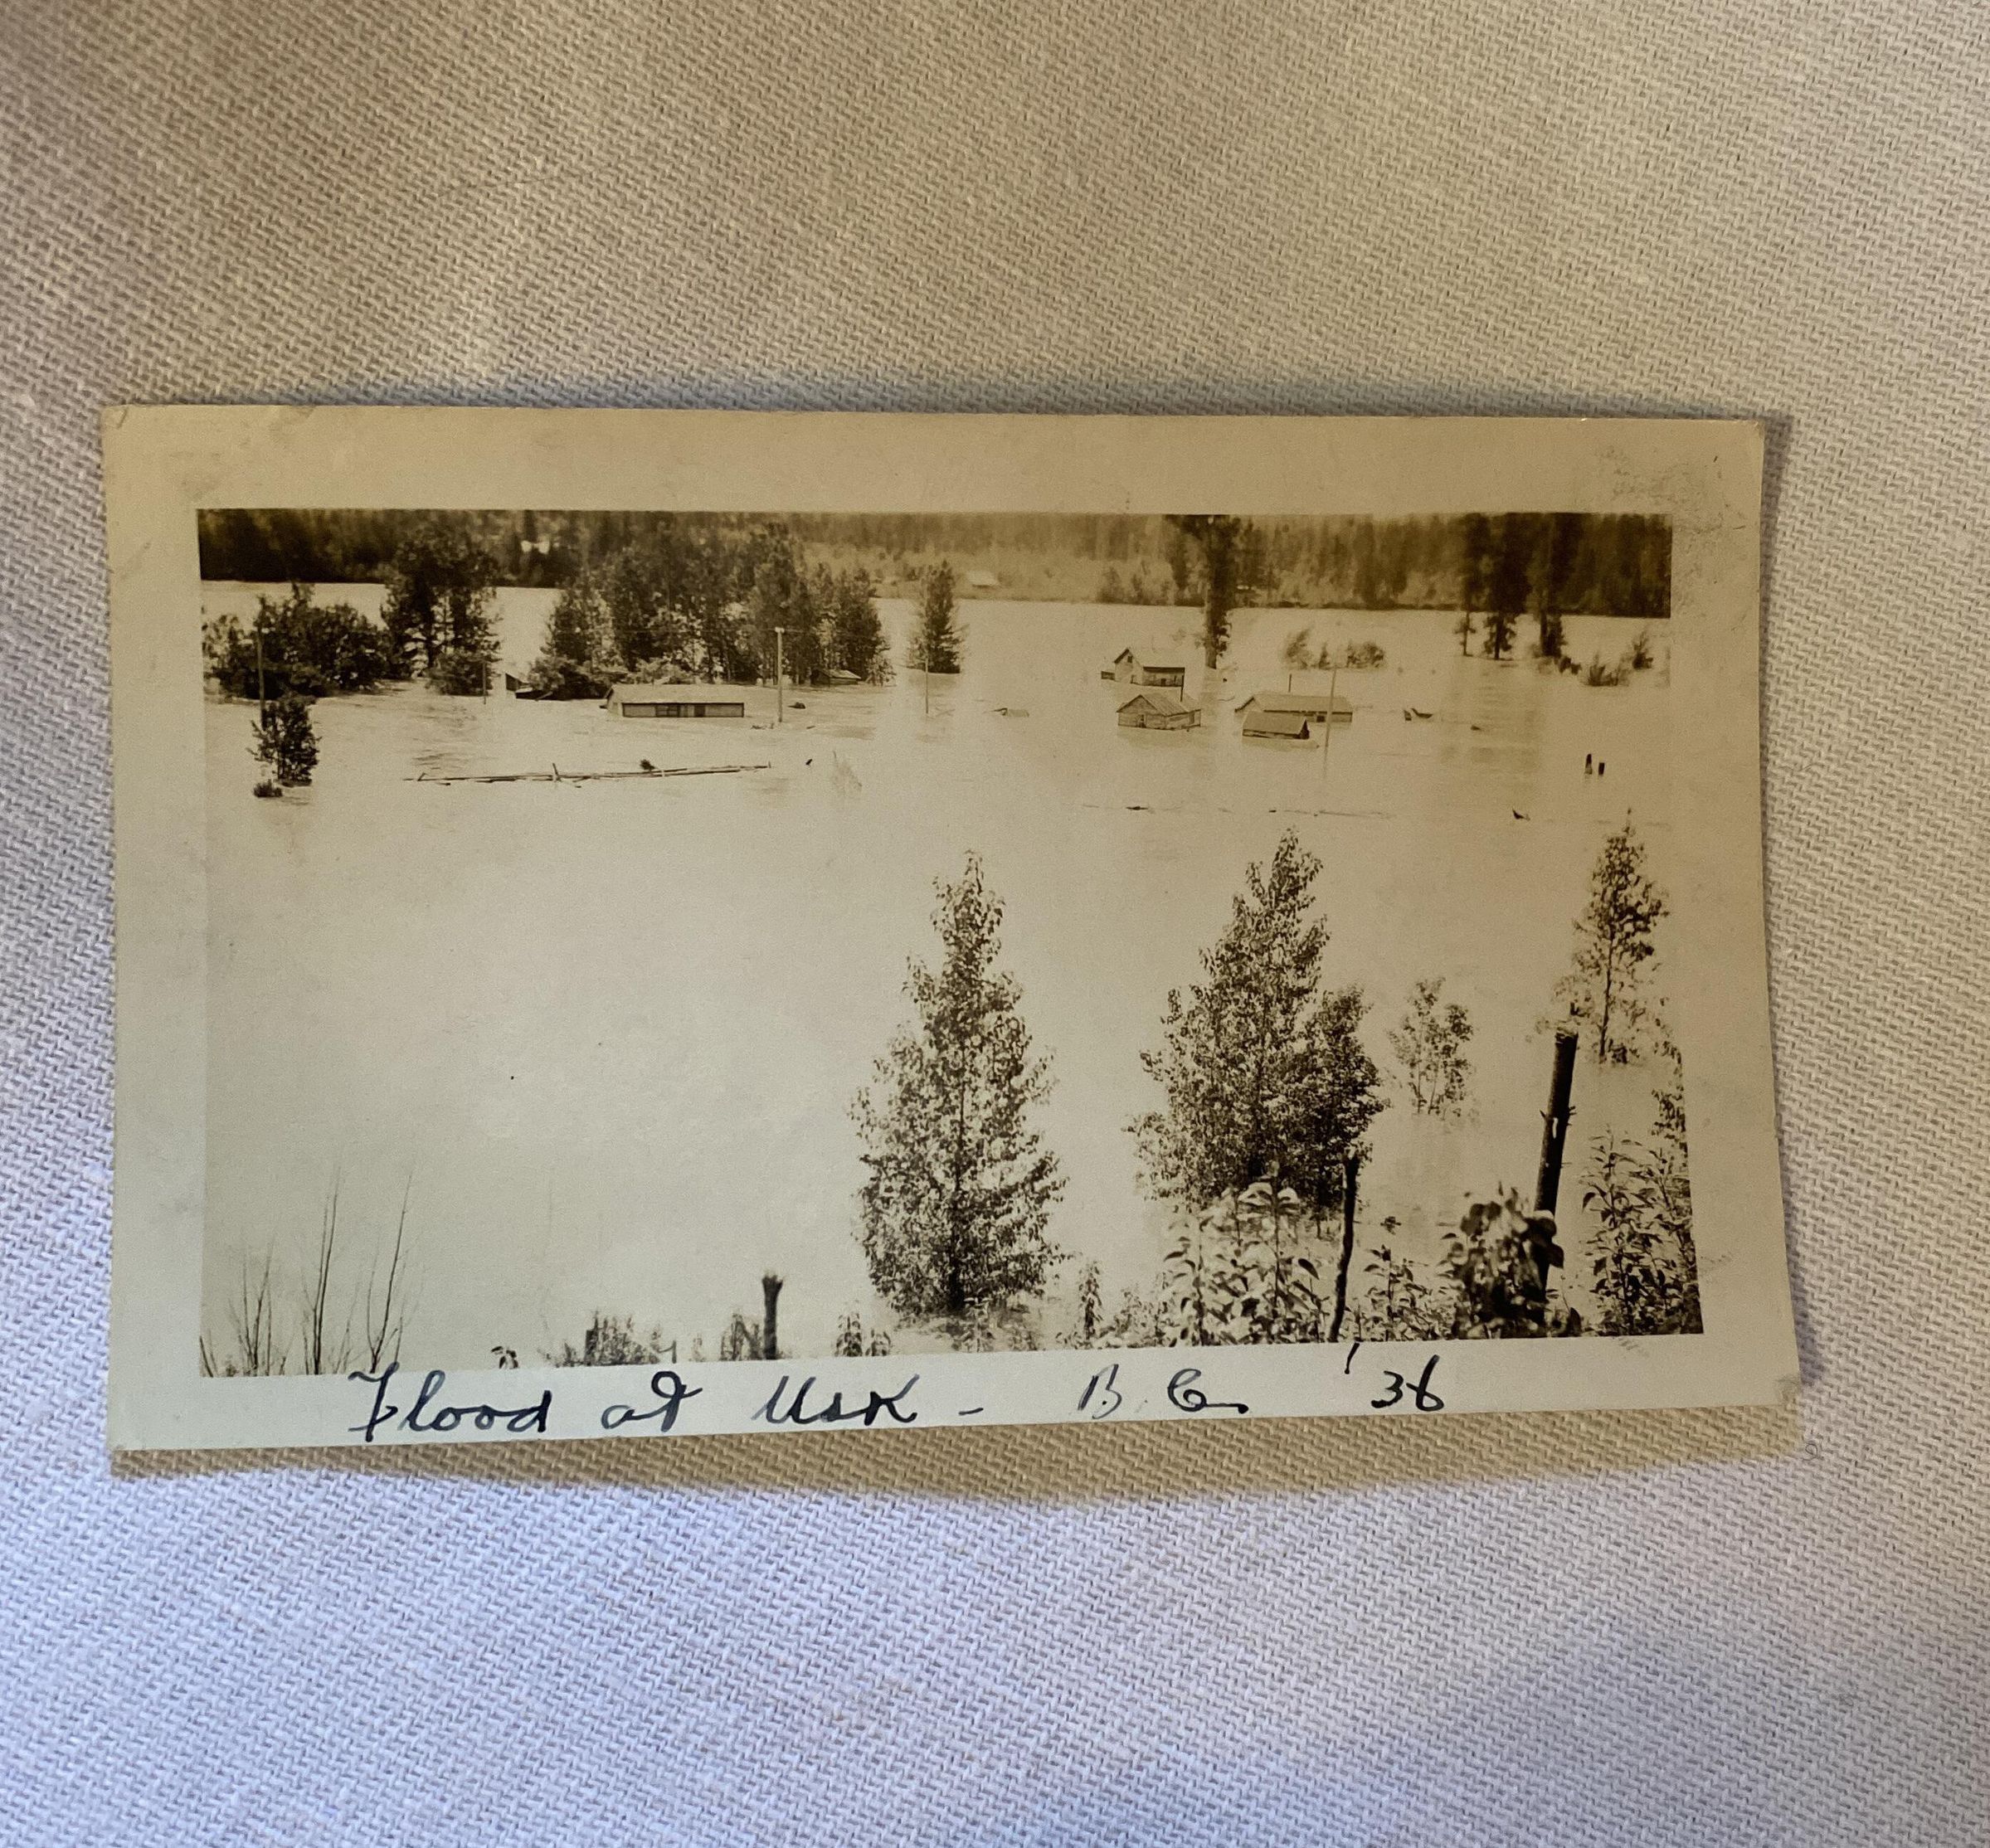 Flood at Usk - B.C. '36